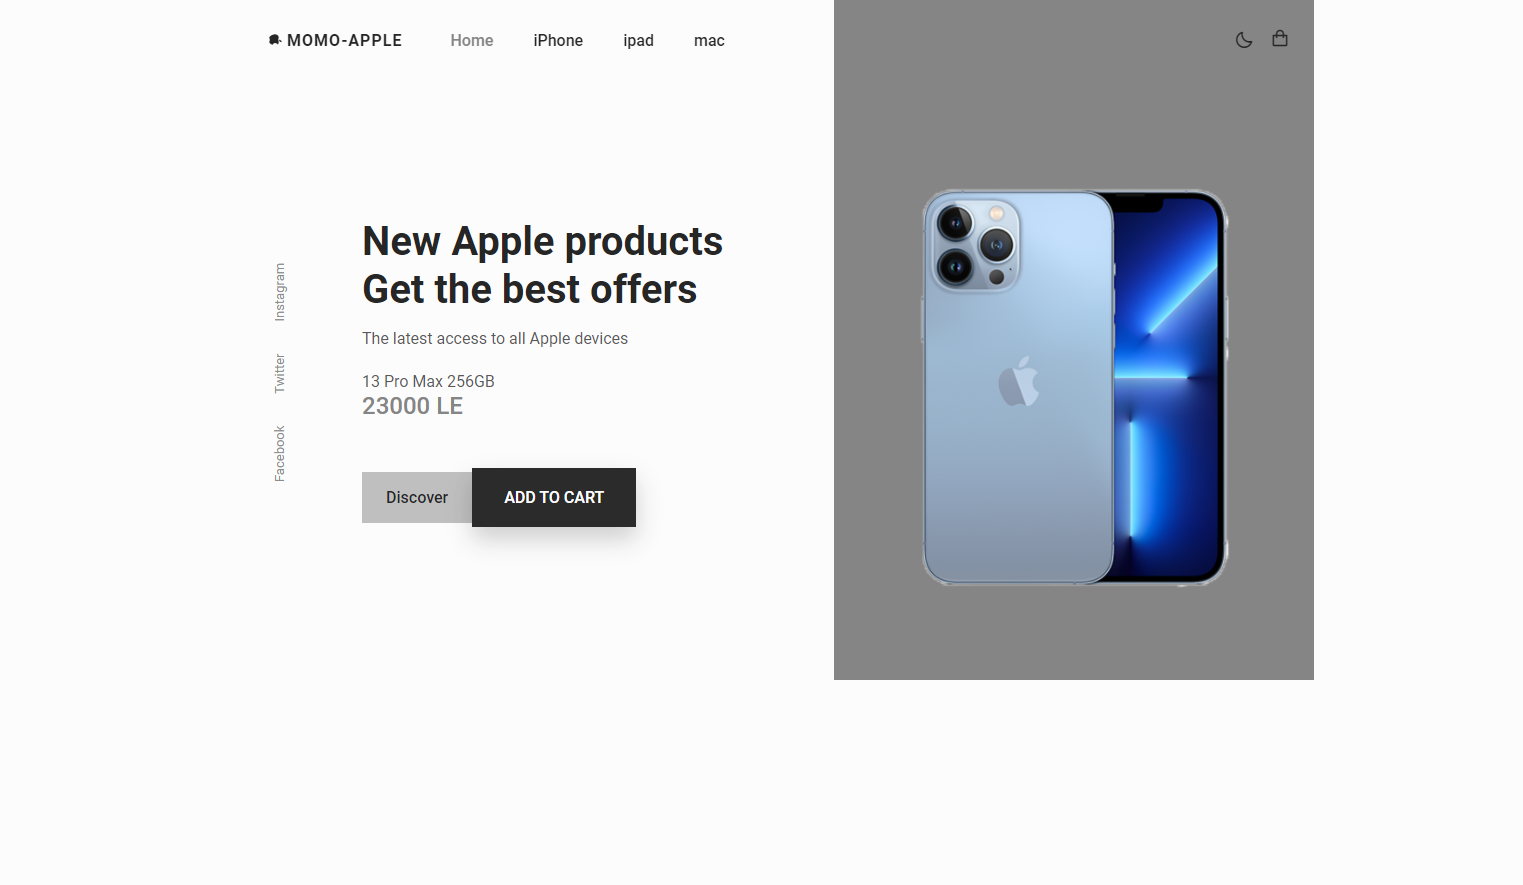 MOMO-APPLE
Home
iPhone
ipad
mac
New Apple products
Get the best offers
The latest access to all Apple devices
13 Pro Max 256GB
23000 LE
Discover
ADD TO CART
Instagram
Twitter
Facebook